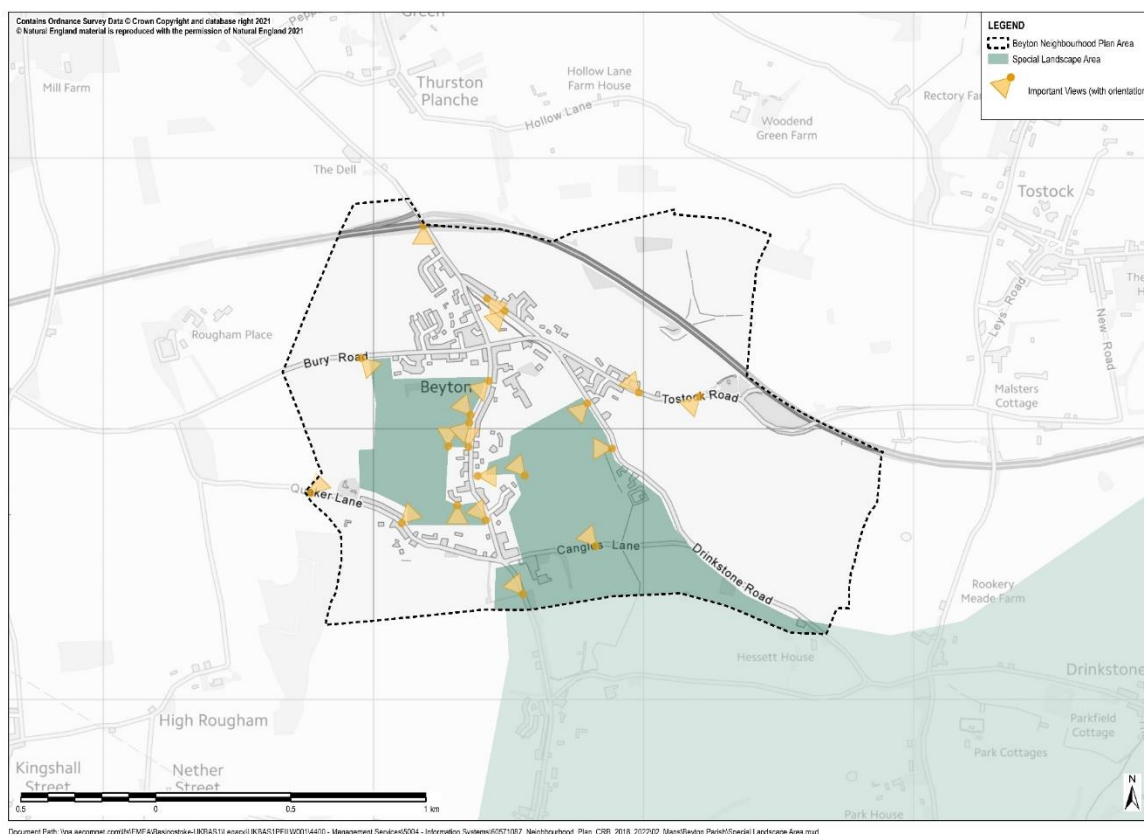 Contains Ordnance Survey Data © Crown Copyright and database right 2021
© Natural England material is reproduced with the permission of Natural England 2021
LEGEND
Beyton Neighbourhood Plan Area
Special Landscape Area
Important Views (with orientation
Green
Mill Farm
Thurston
Planche
Hollow Lane
Farm House
Hollow Lane
Rectory Far
Woodend
Green Farm
The Dell
Tostock
Leys Road
New Road
Rougham Place
Bury Road
Beyton
Tostock Road
Malsters
Cottage
Quaker Lane
Cangles Lane
Drinkstone Road
Rookery
Meade Farm
Hessett House
Drinkstone
High Rougham
Parkfield
Cottage
Park Cottages
Kingshall
Street
Nether
Street
Park House
0.5
0
0.5
1 km
N